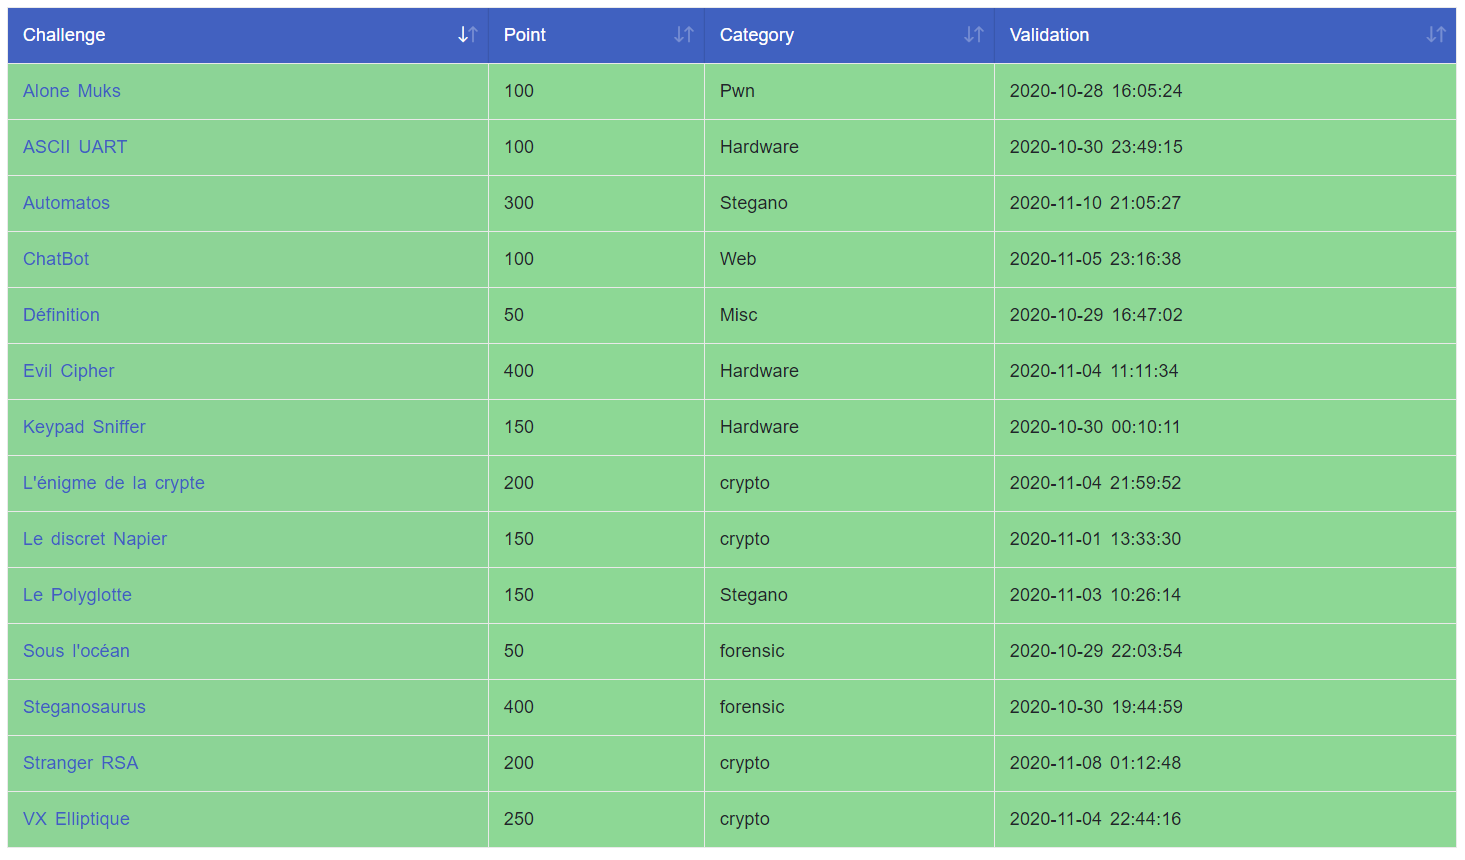 Challenge Point Category Validation
Alone Muks 100 Pwn 2020-10-28 16:05:24
ASCII UART 100 Hardware 2020-10-30 23:49:15
Automatos 300 Stegano 2020-11-10 21:05:27
ChatBot 100 Web 2020-11-05 23:16:38
Définition 50 Misc 2020-10-29 16:47:02
Evil Cipher 400 Hardware 2020-11-04 11:11:34
Keypad Sniffer 150 Hardware 2020-10-30 00:10:11
L'énigme de la crypte 200 crypto 2020-11-04 21:59:52
Le discret Napier 150 crypto 2020-11-01 13:33:30
Le Polyglotte 150 Stegano 2020-11-03 10:26:14
Sous l'océan 50 forensic 2020-10-29 22:03:54
Steganosaurus 400 forensic 2020-10-30 19:44:59
Stranger RSA 200 crypto 2020-11-08 01:12:48
VX Elliptique 250 crypto 2020-11-04 22:44:16